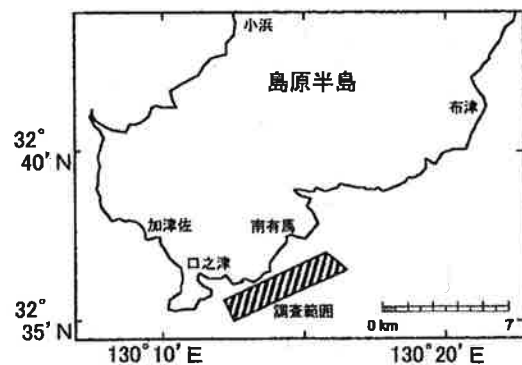 小浜
島原半島
布津
32°
40' N
加津佐
南有馬
口之津
調査範囲
32°
35' N
0 km 7
130° 10' E 130° 20' E